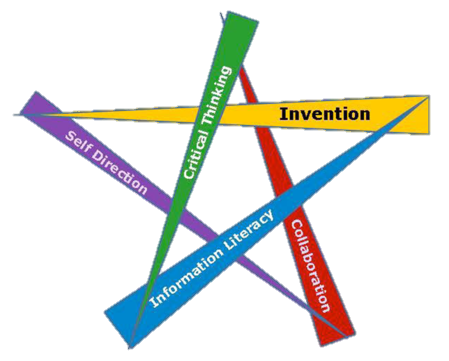 Critical Thinking
Invention
Self Direction
Information Literacy
Collaboration